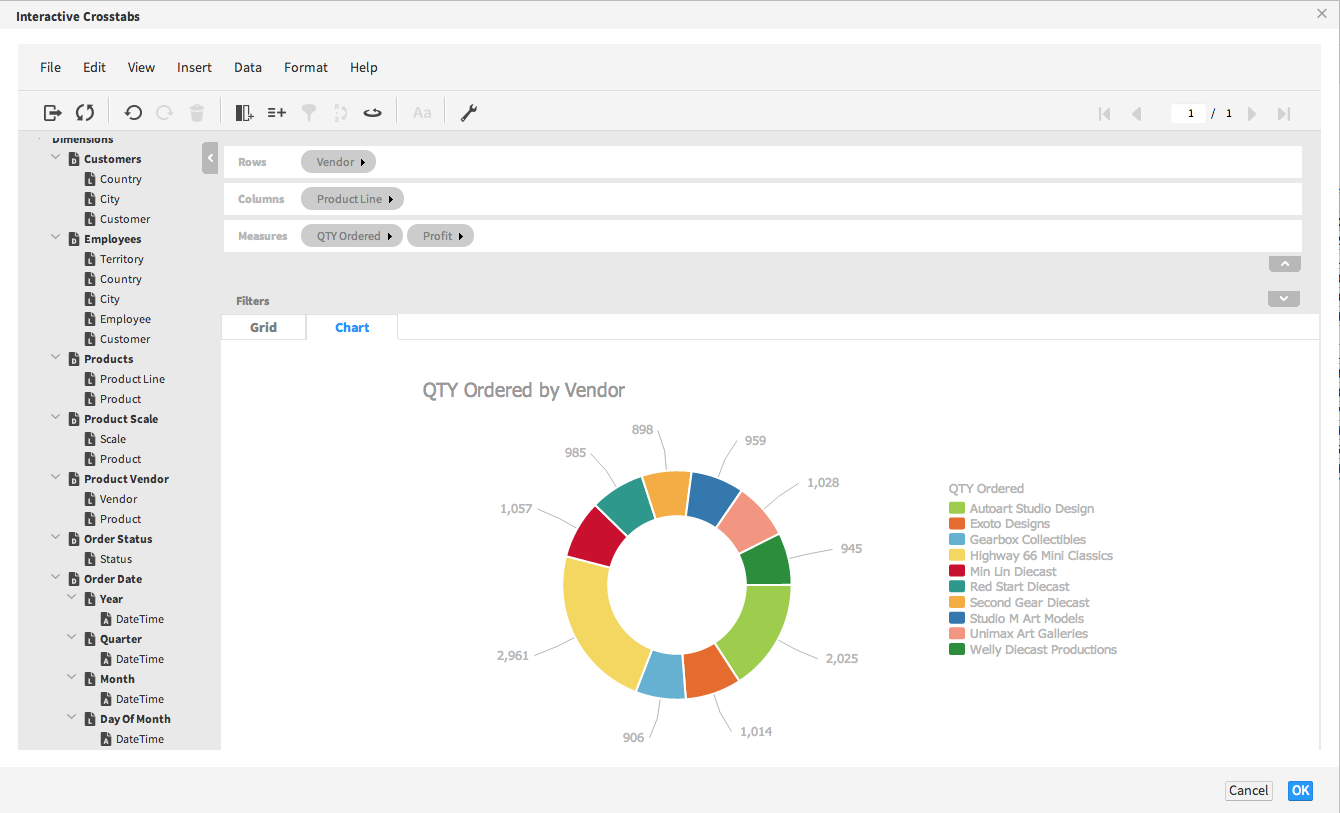 Interactive Crosstabs
File Edit View Insert Data Format Help
Aa
1 / 1
Dimensions
Customers
Country
City
Customer
Employees
Territory
Country
City
Employee
Customer
Products
Product Line
Product
Product Scale
Scale
Product
Product Vendor
Vendor
Product
Order Status
Status
Order Date
Year
DateTime
Quarter
DateTime
Month
DateTime
Day Of Month
DateTime
Rows Vendor
Columns Product Line
Measures QTY Ordered Profit
Filters
Grid Chart
QTY Ordered by Vendor
898
959
985
1,028
1,057
945
2,961
2,025
906
1,014
QTY Ordered
Autoart Studio Design
Exoto Designs
Gearbox Collectibles
Highway 66 Mini Classics
Min Lin Diecast
Red Start Diecast
Second Gear Diecast
Studio M Art Models
Unimax Art Galleries
Welly Diecast Productions
Cancel OK